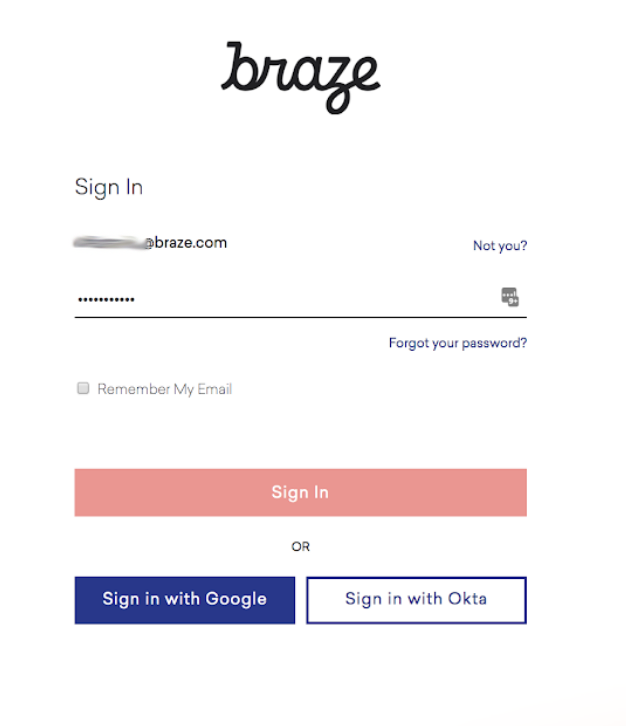 braze
Sign In
@braze.com
Not you?
Forgot your password?
Remember My Email
Sign In
OR
Sign in with Google
Sign in with Okta